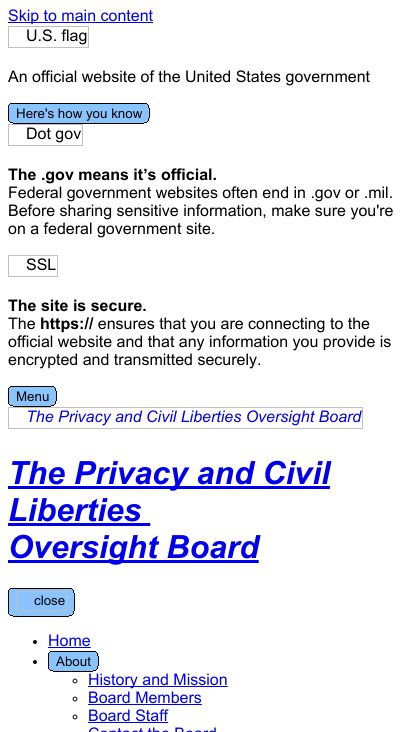 Skip to main content
U.S. flag
An official website of the United States government
Here's how you know
Dot gov
The .gov means it’s official.
Federal government websites often end in .gov or .mil.
Before sharing sensitive information, make sure you're
on a federal government site.
SSL
The site is secure.
The https:// ensures that you are connecting to the
official website and that any information you provide is
encrypted and transmitted securely.
Menu
The Privacy and Civil Liberties Oversight Board
The Privacy and Civil
Liberties
Oversight Board
close
Home
About
History and Mission
Board Members
Board Staff
Contact the Board